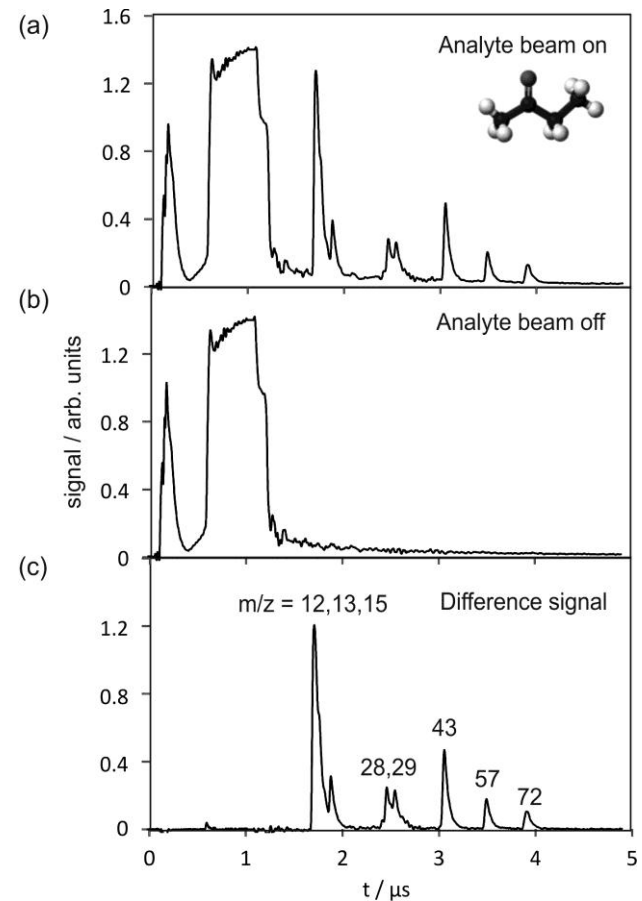 (a)
1.6
Analyte beam on
1.2
0.8
0.4
0
(b)
Analyte beam off
1.2
0.8
0.4
0
signal / arb. units
(c)
m/z = 12,13,15
Difference signal
1.2
0.8
0.4
0
28,29
43
57
72
0 1 2 3 4 5
t / µs